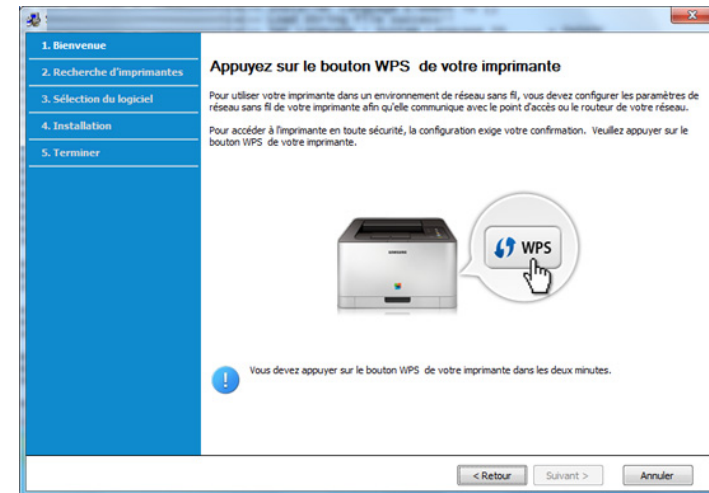 1. Bienvenue
2. Recherche d'imprimantes
3. Sélection du logiciel
4. Installation
5. Terminer
Appuyez sur le bouton WPS de votre imprimante
Pour utiliser votre imprimante dans un environnement de réseau sans fil, vous devez configurer les paramètres de
réseau sans fil de votre imprimante afin qu'elle communique avec le point d'accès ou le routeur de votre réseau.
Pour accéder à l'imprimante en toute sécurité, la configuration exige votre confirmation. Veuillez appuyer sur le
bouton WPS de votre imprimante.
SAMSUNG
WPS
Vous devez appuyer sur le bouton WPS de votre imprimante dans les deux minutes.
< Retour
Suivant >
Annuler